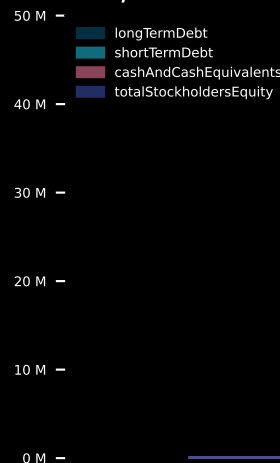 50 M
longTermDebt
shortTermDebt
cashAndCashEquivalents
totalStockholdersEquity
40 M
30 M
20 M
10 M
0 M